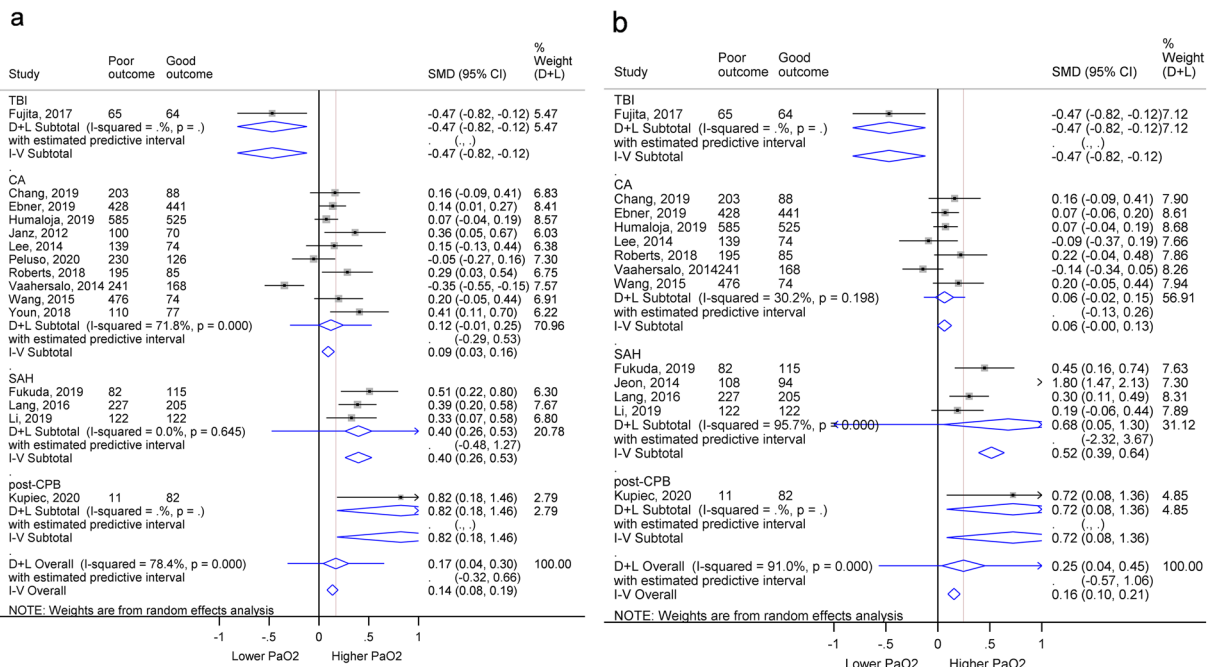 a
Study Poor outcome Good outcome SMD (95% CI) % Weight (D+L)
TBI
Fujita, 2017 65 64 -0.47 (-0.82, -0.12) 5.47
D+L Subtotal (I-squared = .%, p = .) -0.47 (-0.82, -0.12) 5.47
with estimated predictive interval . (., .)
I-V Subtotal -0.47 (-0.82, -0.12)
.
CA
Chang, 2019 203 88 0.16 (-0.09, 0.41) 6.83
Ebner, 2019 428 441 0.14 (0.01, 0.27) 8.41
Humaloja, 2019 585 525 0.07 (-0.04, 0.19) 8.57
Janz, 2012 100 70 0.36 (0.05, 0.67) 6.03
Lee, 2014 139 74 0.15 (-0.13, 0.44) 6.38
Peluso, 2020 230 126 -0.05 (-0.27, 0.16) 7.30
Roberts, 2018 195 85 0.29 (0.03, 0.54) 6.75
Vaahersalo, 2014 241 168 -0.35 (-0.55, -0.15) 7.57
Wang, 2015 476 74 0.20 (-0.05, 0.44) 6.91
Youn, 2018 110 77 0.41 (0.11, 0.70) 6.22
D+L Subtotal (I-squared = 71.8%, p = 0.000) 0.12 (-0.01, 0.25) 70.96
with estimated predictive interval . (-0.29, 0.53)
I-V Subtotal 0.09 (0.03, 0.16)
.
SAH
Fukuda, 2019 82 115 0.51 (0.22, 0.80) 6.30
Lang, 2016 227 205 0.39 (0.20, 0.58) 7.67
Li, 2019 122 122 0.33 (0.07, 0.58) 6.80
D+L Subtotal (I-squared = 0.0%, p = 0.645) 0.40 (0.26, 0.53) 20.78
with estimated predictive interval . (-0.48, 1.27)
I-V Subtotal 0.40 (0.26, 0.53)
.
post-CPB
Kupiec, 2020 11 82 0.82 (0.18, 1.46) 2.79
D+L Subtotal (I-squared = .%, p = .) 0.82 (0.18, 1.46) 2.79
with estimated predictive interval . (., .)
I-V Subtotal 0.82 (0.18, 1.46)
.
D+L Overall (I-squared = 78.4%, p = 0.000) 0.17 (0.04, 0.30) 100.00
with estimated predictive interval . (-0.32, 0.66)
I-V Overall 0.14 (0.08, 0.19)
NOTE: Weights are from random effects analysis
-1 -.5 0 .5 1
Lower PaO2 Higher PaO2
b
Study Poor outcome Good outcome SMD (95% CI) % Weight (D+L)
TBI
Fujita, 2017 65 64 -0.47 (-0.82, -0.12) 7.12
D+L Subtotal (I-squared = .%, p = .) -0.47 (-0.82, -0.12) 7.12
with estimated predictive interval . (., .)
I-V Subtotal -0.47 (-0.82, -0.12)
.
CA
Chang, 2019 203 88 0.16 (-0.09, 0.41) 7.90
Ebner, 2019 428 441 0.07 (-0.06, 0.20) 8.61
Humaloja, 2019 585 525 0.07 (-0.04, 0.19) 8.68
Lee, 2014 139 74 -0.09 (-0.37, 0.19) 7.66
Roberts, 2018 195 85 0.22 (-0.04, 0.48) 7.86
Vaahersalo, 2014 241 168 -0.14 (-0.34, 0.05) 8.26
Wang, 2015 476 74 0.20 (-0.05, 0.44) 7.94
D+L Subtotal (I-squared = 30.2%, p = 0.198) 0.06 (-0.02, 0.15) 56.91
with estimated predictive interval . (-0.13, 0.26)
I-V Subtotal 0.06 (-0.00, 0.13)
.
SAH
Fukuda, 2019 82 115 0.45 (0.16, 0.74) 7.63
Jeon, 2014 108 94 1.80 (1.47, 2.13) 7.30
Lang, 2016 227 205 0.30 (0.11, 0.49) 8.31
Li, 2019 122 122 0.19 (-0.06, 0.44) 7.89
D+L Subtotal (I-squared = 95.7%, p = 0.000) 0.68 (0.05, 1.30) 31.12
with estimated predictive interval . (-2.32, 3.67)
I-V Subtotal 0.52 (0.39, 0.64)
.
post-CPB
Kupiec, 2020 11 82 0.72 (0.08, 1.36) 4.85
D+L Subtotal (I-squared = .%, p = .) 0.72 (0.08, 1.36) 4.85
with estimated predictive interval . (., .)
I-V Subtotal 0.72 (0.08, 1.36)
.
D+L Overall (I-squared = 91.0%, p = 0.000) 0.25 (0.04, 0.45) 100.00
with estimated predictive interval . (-0.57, 1.06)
I-V Overall 0.16 (0.10, 0.21)
NOTE: Weights are from random effects analysis
-1 -.5 0 .5 1
Lower PaO2 Higher PaO2